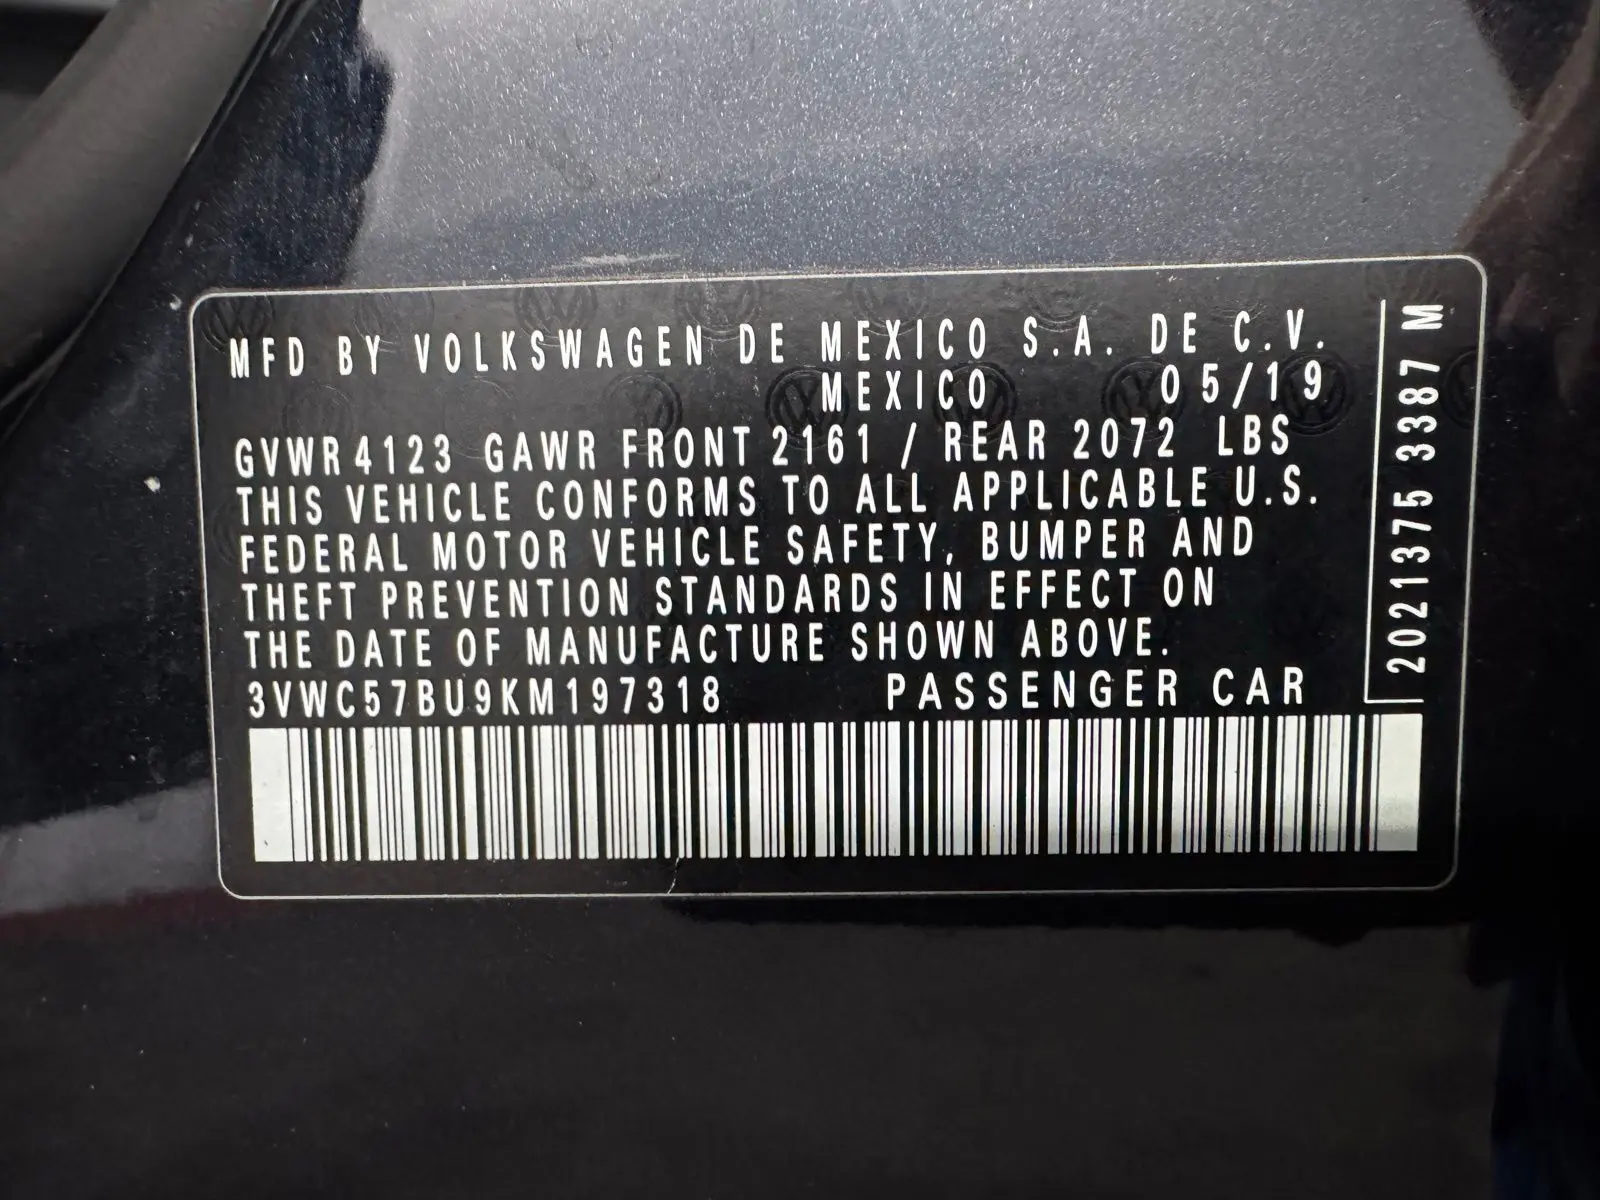 MFD BY VOLKSWAGEN DE MEXICO S.A. DE C.V.
MEXICO 05/19
GVWR 4123 GAWR FRONT 2161 / REAR 2072 LBS
THIS VEHICLE CONFORMS TO ALL APPLICABLE U.S.
FEDERAL MOTOR VEHICLE SAFETY, BUMPER AND
THEFT PREVENTION STANDARDS IN EFFECT ON
THE DATE OF MANUFACTURE SHOWN ABOVE.
3VWC57BU9KM197318 PASSENGER CAR
2021375 3387 M